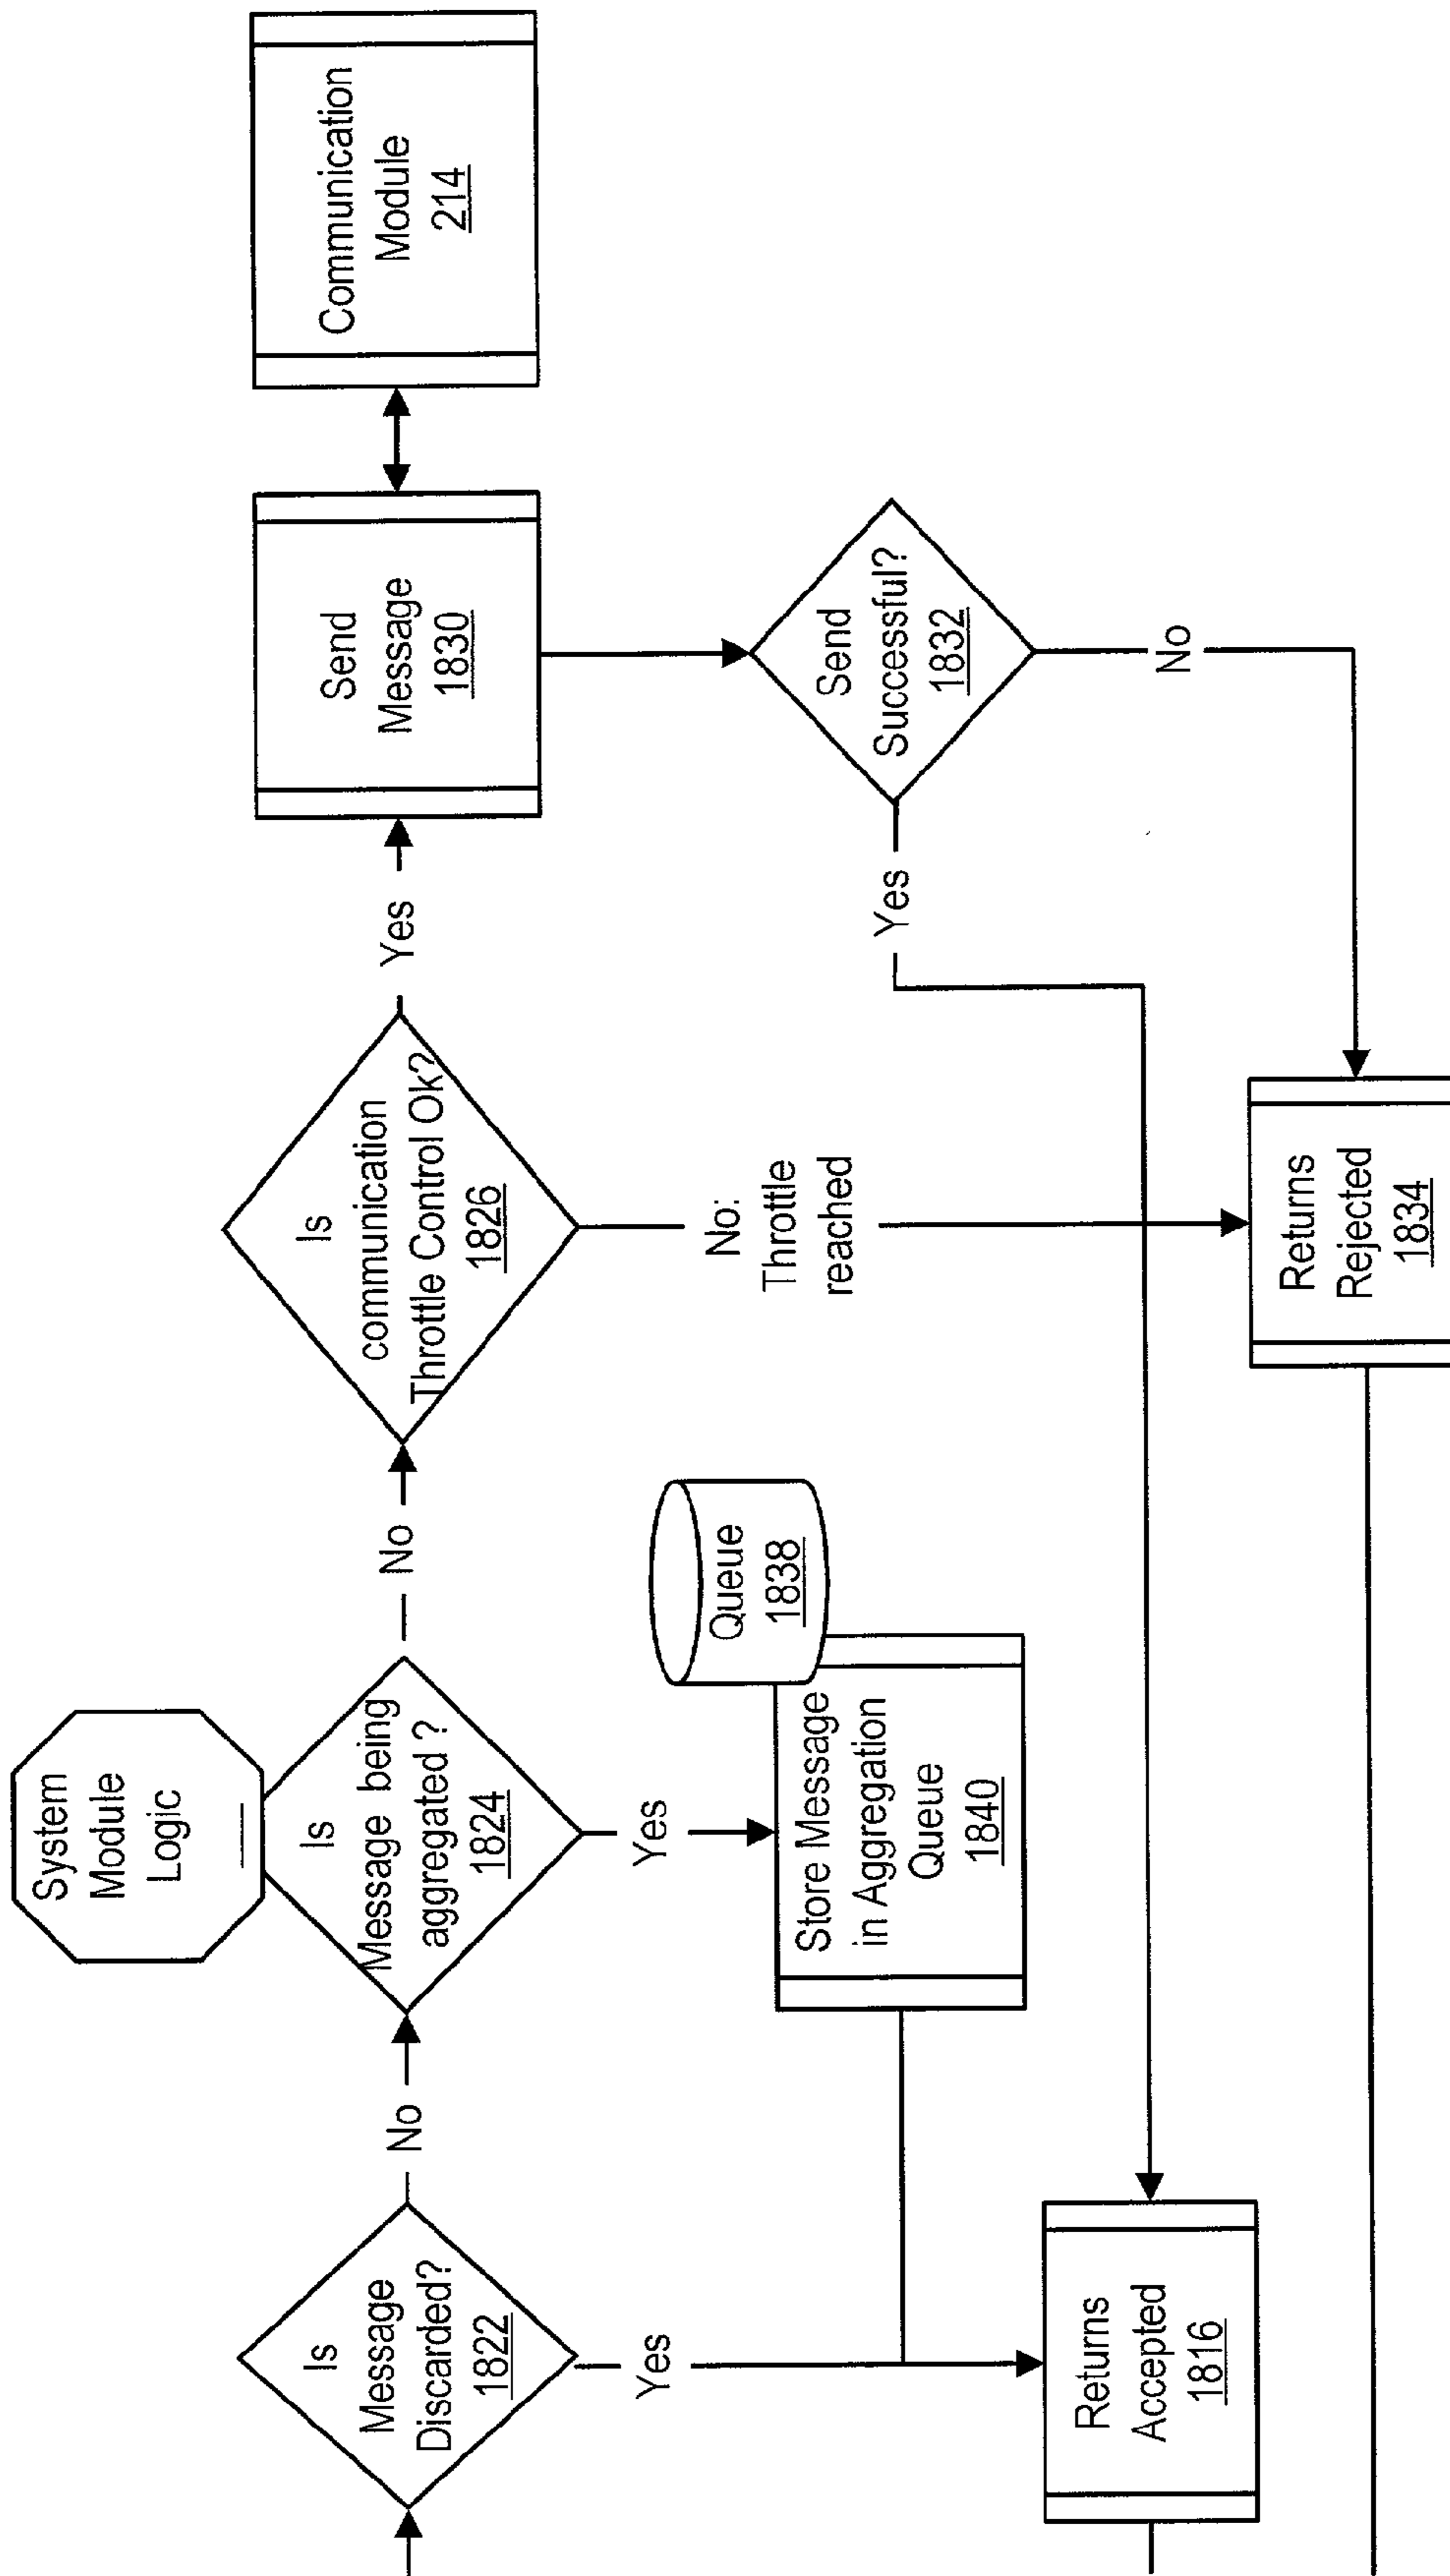 System
Module
Logic
Is
Message
Discarded?
1822
No
Is
Message being
aggregated ?
1824
No
Is
communication
Throttle Control Ok?
1826
Yes
Send
Message
1830
Communication
Module
214
Yes
Yes
No:
Throttle
reached
Queue
1838
Store Message
in Aggregation
Queue
1840
Send
Successful?
1832
Yes
No
Returns
Accepted
1816
Returns
Rejected
1834